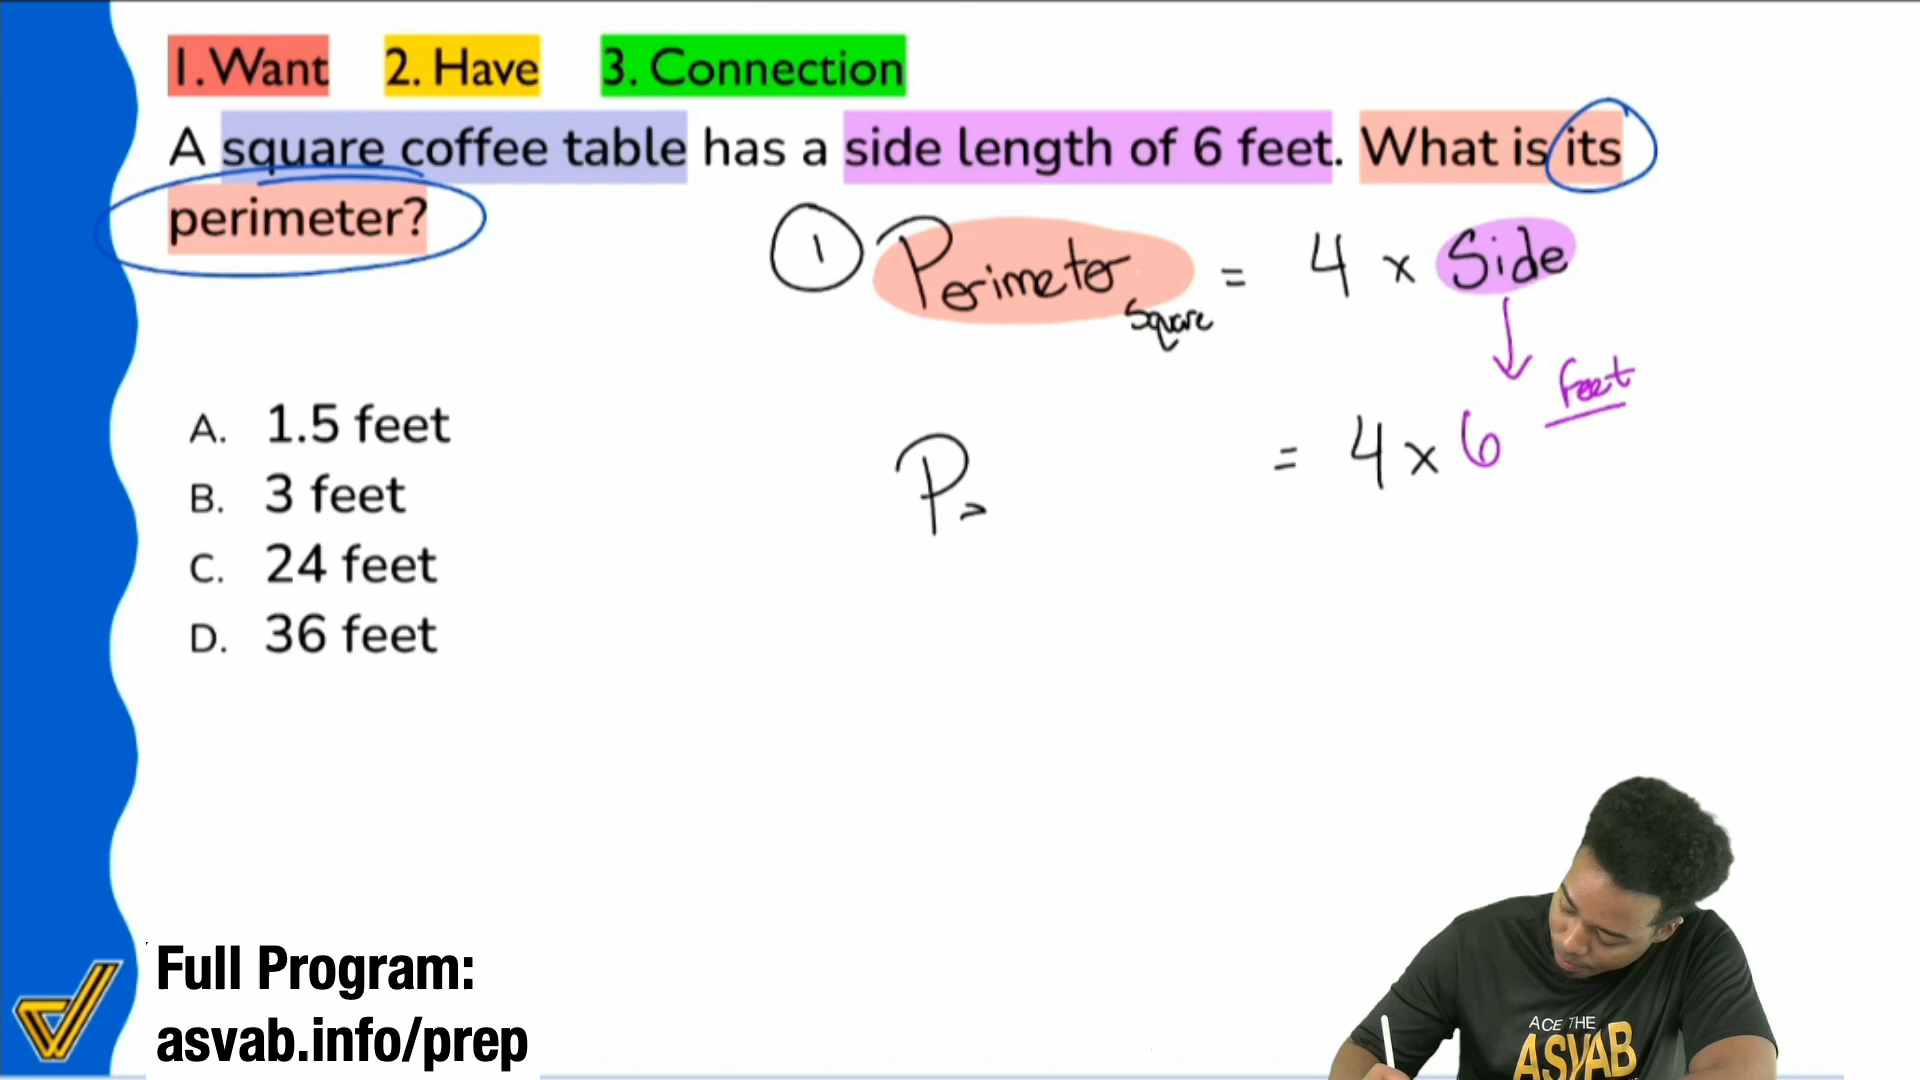 1. Want 2. Have 3. Connection
A square coffee table has a side length of 6 feet. What is its
perimeter?
1 Perimeter square = 4 x Side
feet
P = 4 x 6
A. 1.5 feet
B. 3 feet
C. 24 feet
D. 36 feet
Full Program:
asvab.info/prep
ACE THE
ASVAB